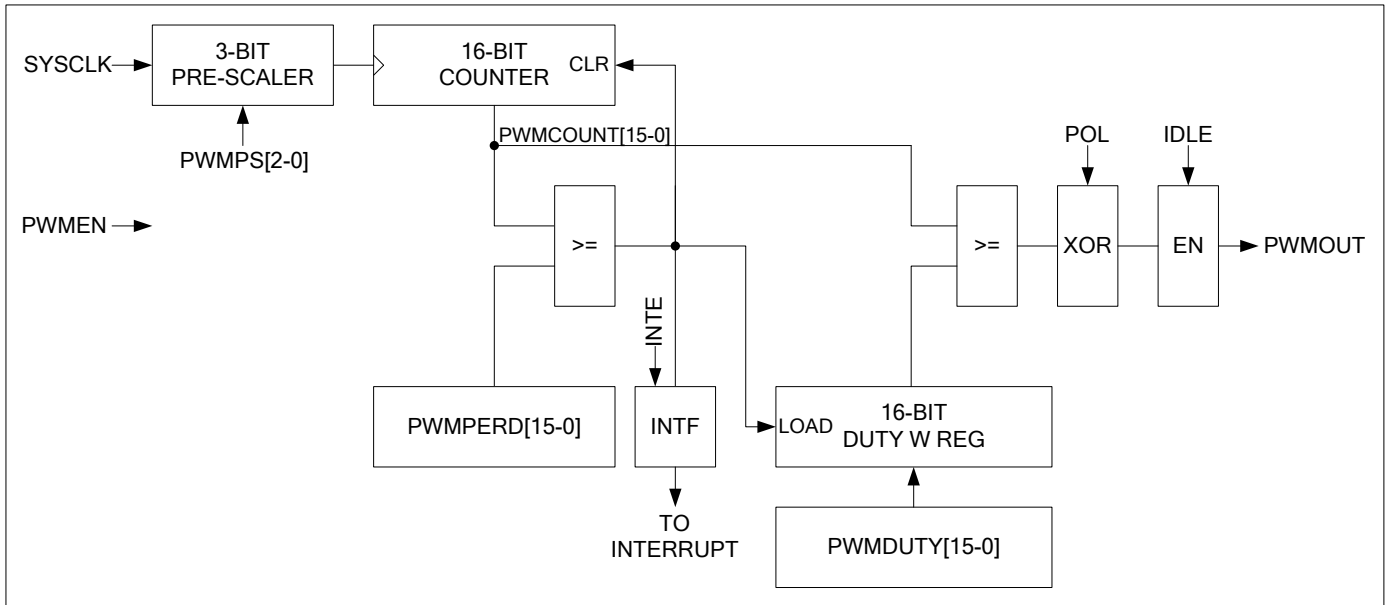 SYSCLK
3-BIT
PRE-SCALER
16-BIT
COUNTER
CLR
PWMCOUNT[15-0]
PWMPS[2-0]
POL
IDLE
PWMEN
>=
>=
XOR
EN
PWMOUT
INTE
PWMPERD[15-0]
INTF
LOAD
16-BIT
DUTY W REG
TO
INTERRUPT
PWMDUTY[15-0]